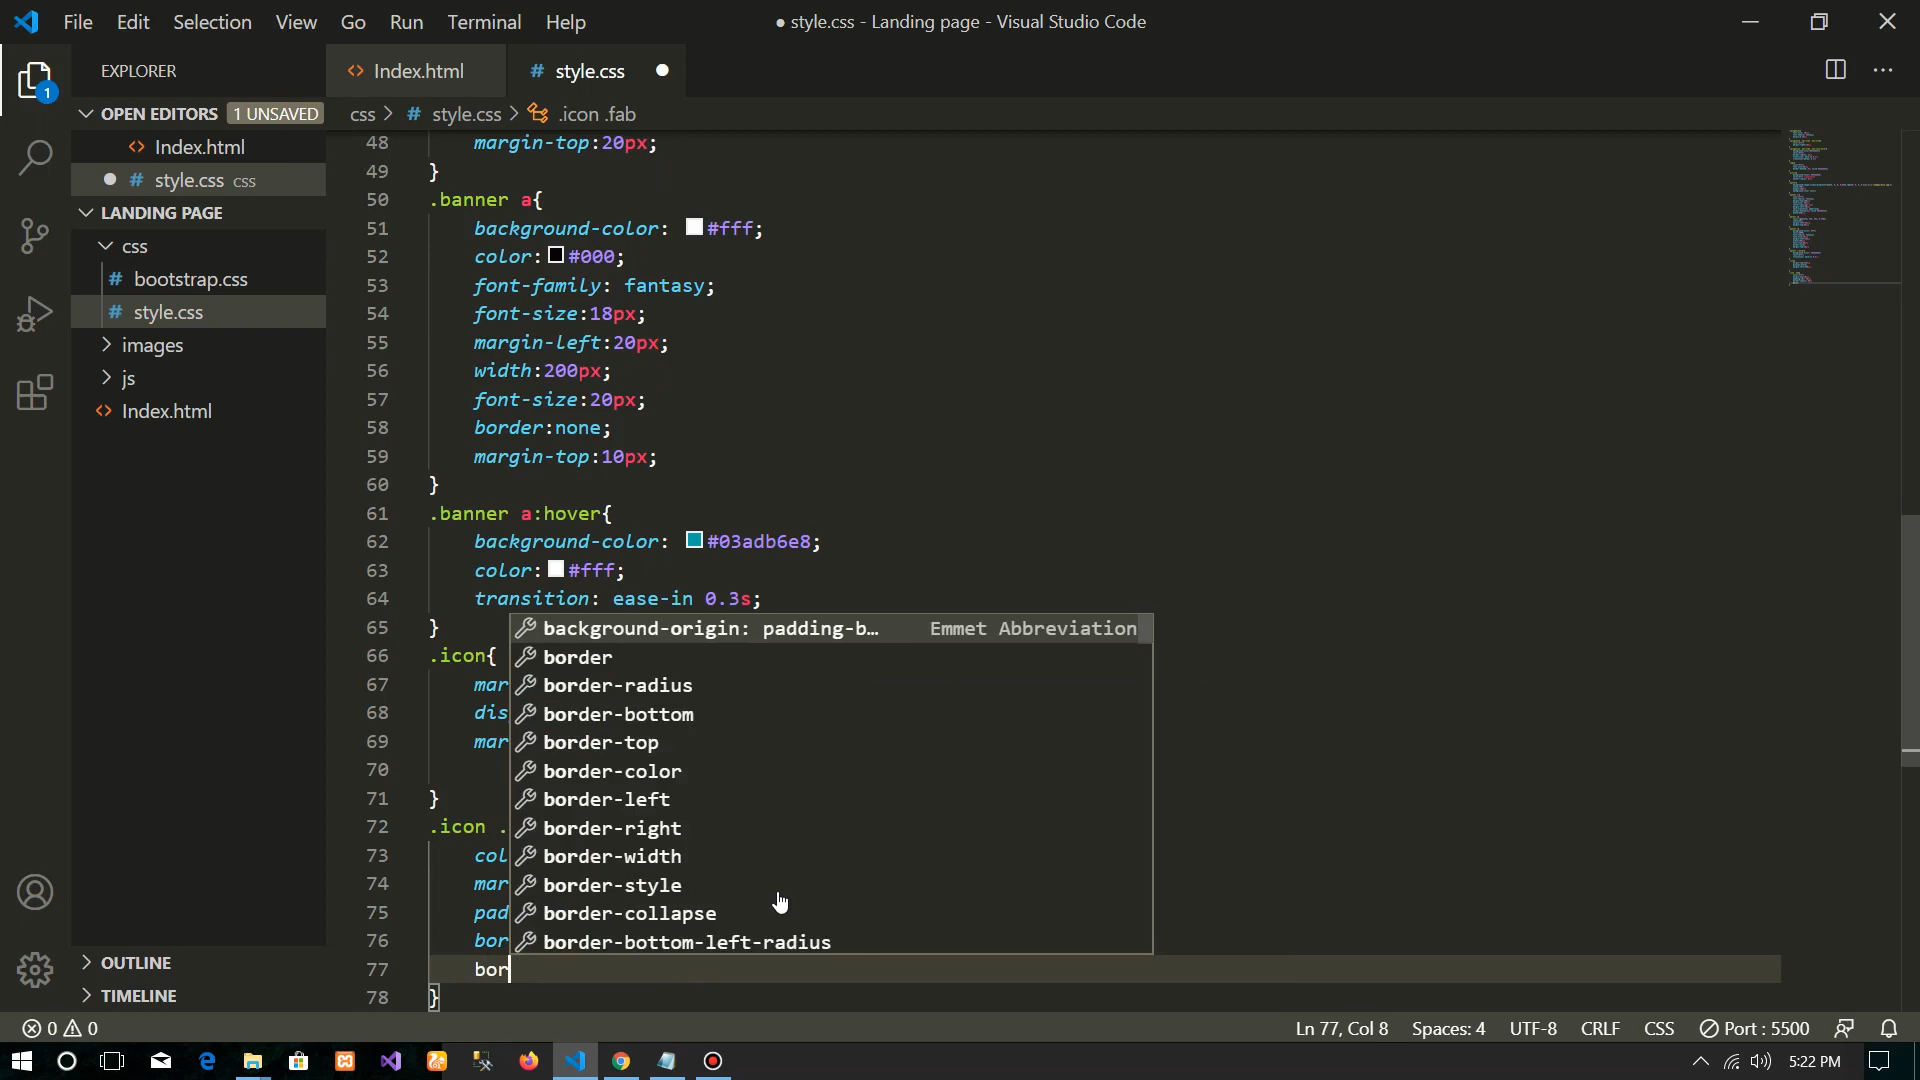 File Edit Selection View Go Run Terminal Help
● style.css - Landing page - Visual Studio Code
EXPLORER
Index.html
# style.css
OPEN EDITORS 1 UNSAVED
css > # style.css > .icon .fab
Index.html
# style.css css
LANDING PAGE
css
# bootstrap.css
# style.css
images
js
Index.html
OUTLINE
TIMELINE
1
48 margin-top:20px;
49 }
50 .banner a{
51 background-color: #fff;
52 color:#000;
53 font-family: fantasy;
54 font-size:18px;
55 margin-left:20px;
56 width:200px;
57 font-size:20px;
58 border:none;
59 margin-top:10px;
60 }
61 .banner a:hover{
62 background-color: #03adb6e8;
63 color:#fff;
64 transition: ease-in 0.3s;
65 }
66 .icon{
67 mar
68 dis
69 mar
70
71 }
72 .icon .
73 col
74 mar
75 pad
76 bor
77 bor
78 }
background-origin: padding-b… Emmet Abbreviation
border
border-radius
border-bottom
border-top
border-color
border-left
border-right
border-width
border-style
border-collapse
border-bottom-left-radius
0 0
Ln 77, Col 8 Spaces: 4 UTF-8 CRLF CSS Port : 5500
5:22 PM